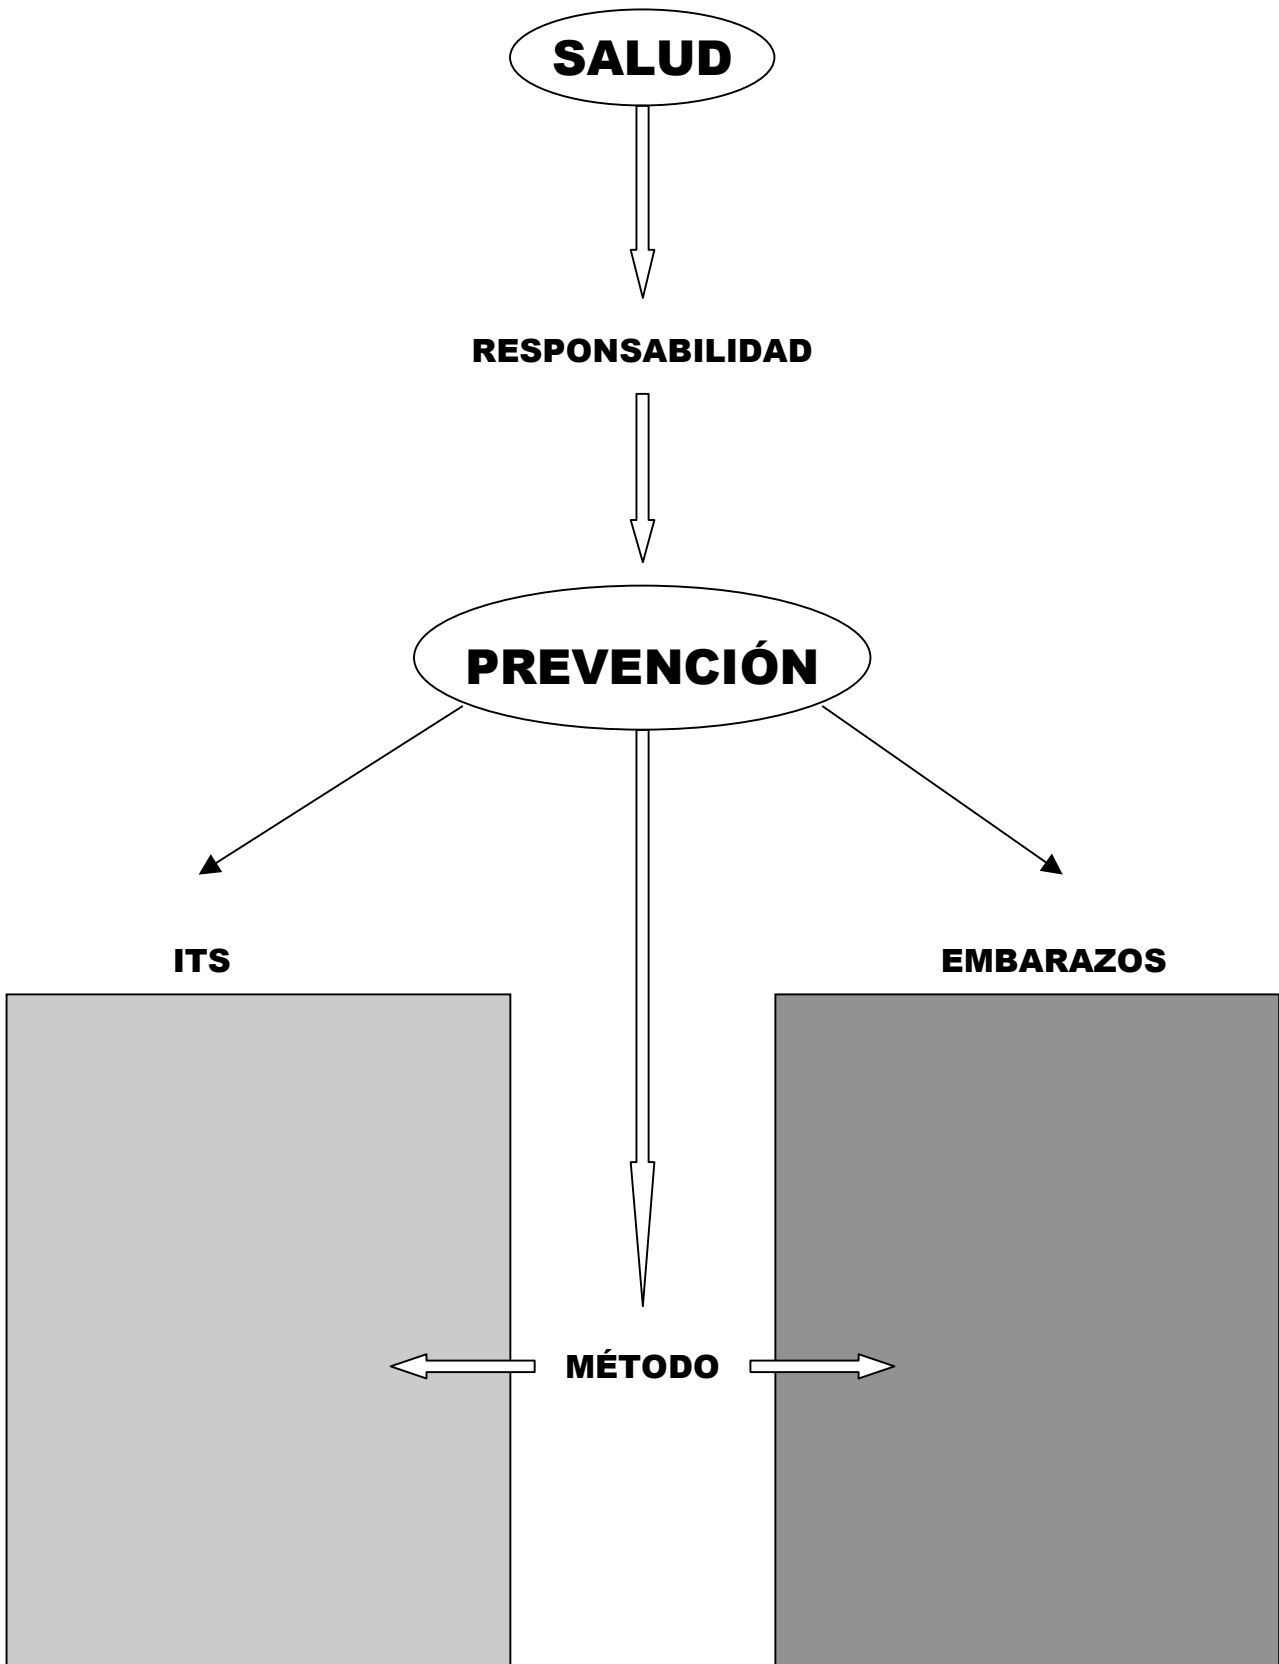 SALUD
RESPONSABILIDAD
PREVENCIÓN
ITS
EMBARAZOS
MÉTODO